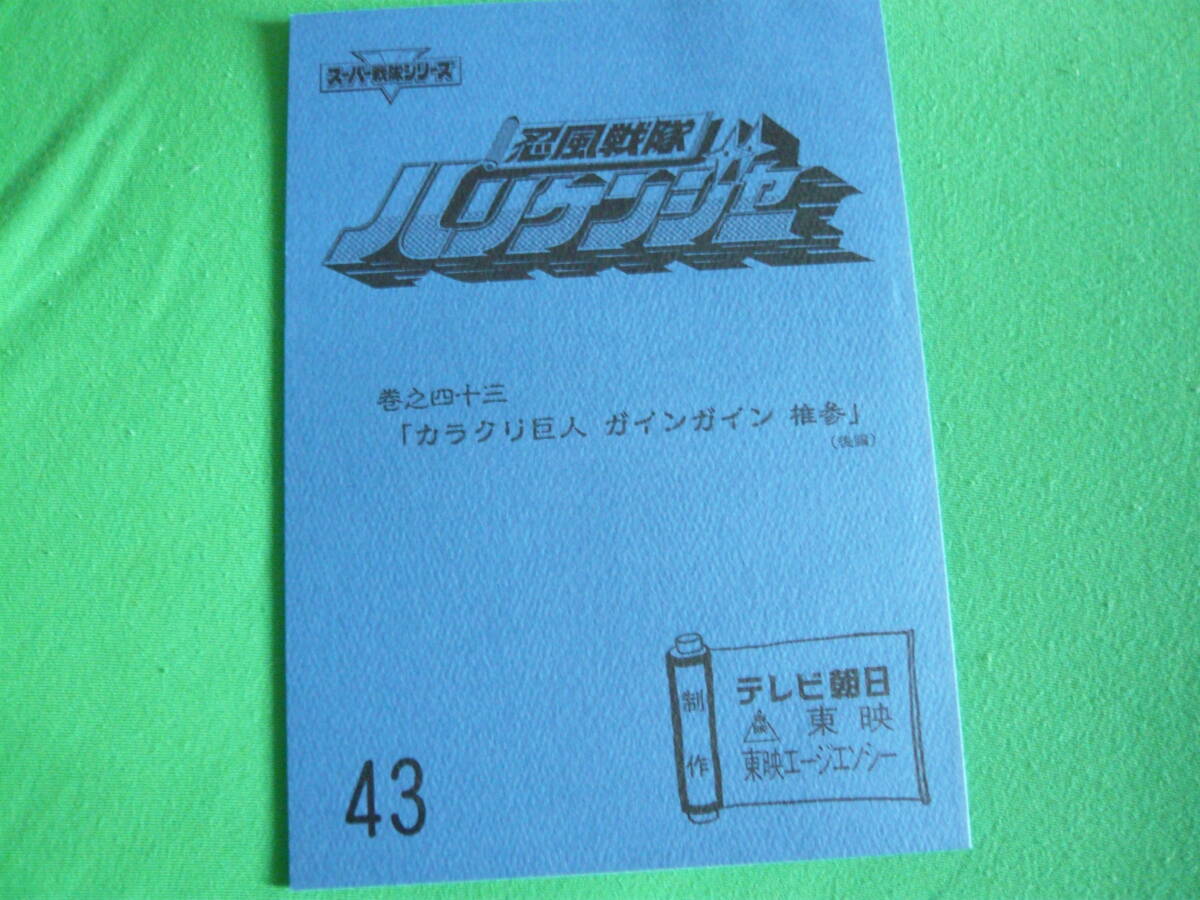 スーパー戦隊シリーズ
忍風戦隊
ハリケンジャー
巻之四十三
「カラクリ巨人 ガインガイン 推参」
(後編)
制作
テレビ朝日
東映
東映エージエンシー
43